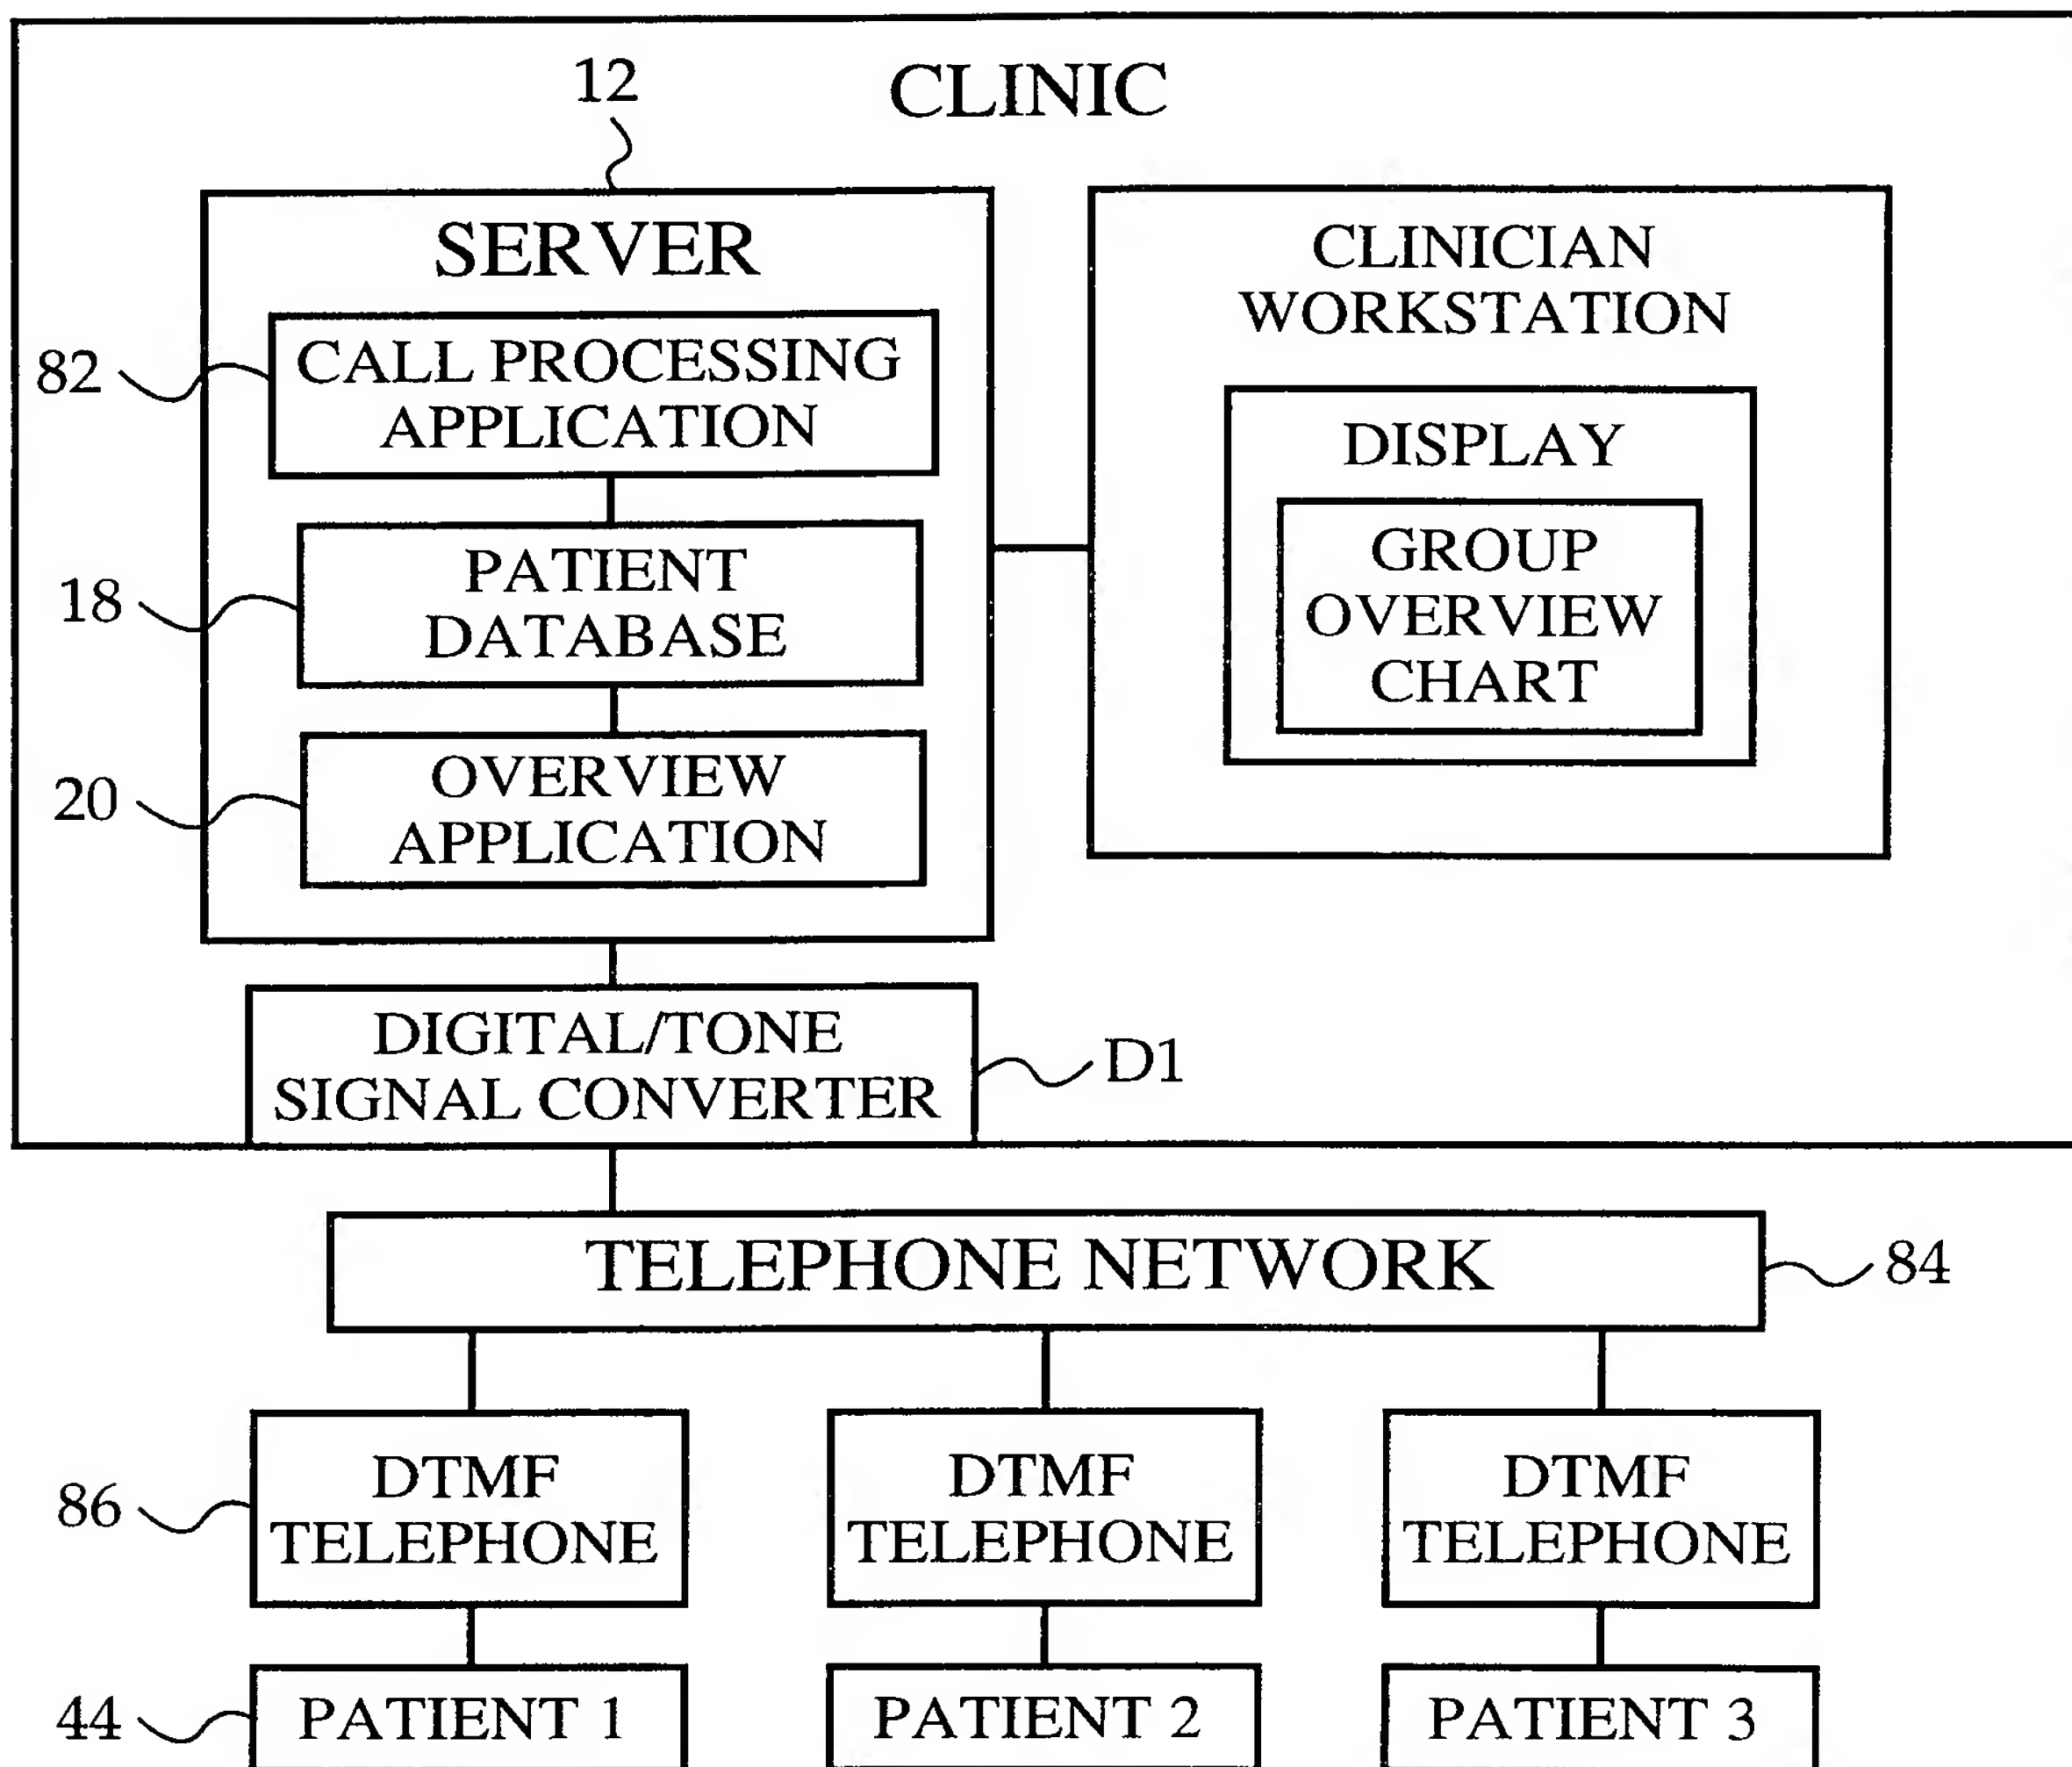 CLINIC
12
SERVER
82
CALL PROCESSING
APPLICATION
18
PATIENT
DATABASE
20
OVERVIEW
APPLICATION
CLINICIAN
WORKSTATION
DISPLAY
GROUP
OVERVIEW
CHART
DIGITAL/TONE
SIGNAL CONVERTER
D1
TELEPHONE NETWORK
84
86
DTMF
TELEPHONE
DTMF
TELEPHONE
DTMF
TELEPHONE
44
PATIENT 1
PATIENT 2
PATIENT 3